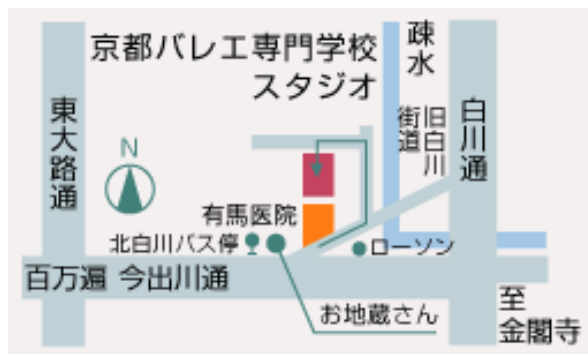 京都バレエ専門学校
スタジオ
疎水
旧白川
街道
白川通
東大路通
N
有馬医院
北白川バス停
ローソン
百万遍 今出川通
お地蔵さん
至
金閣寺